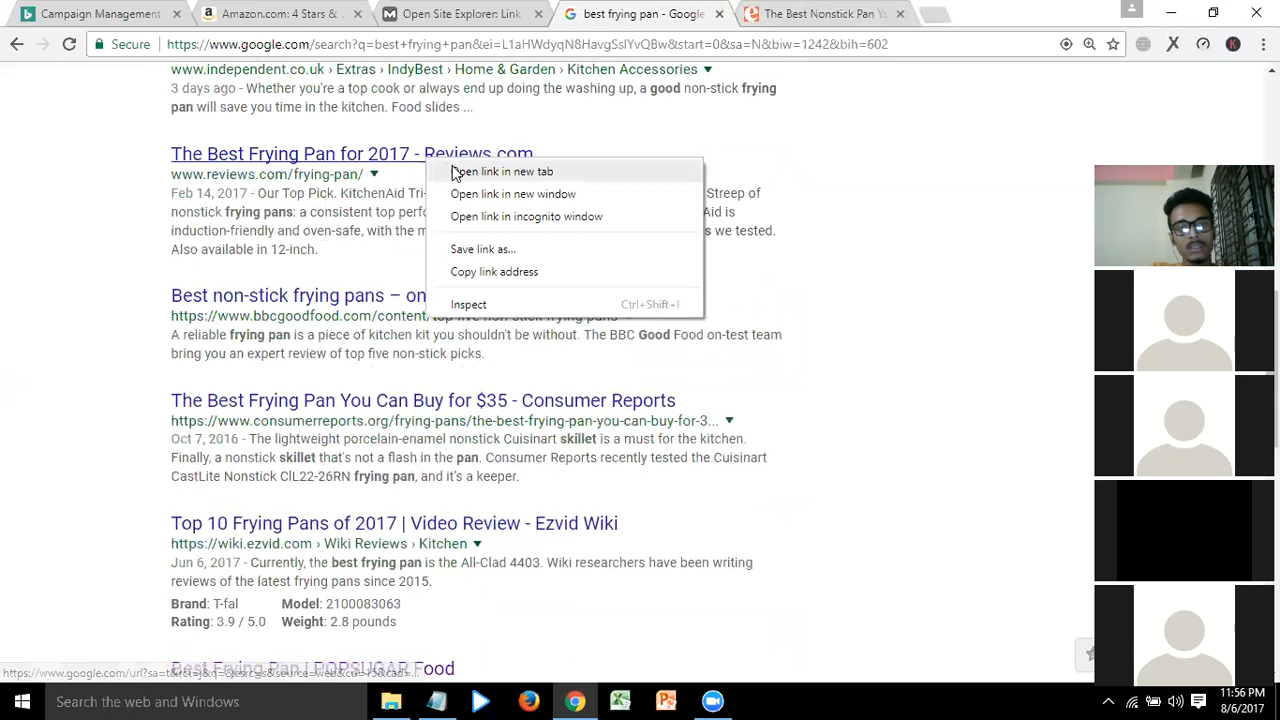 Campaign Management
Amazon.com: 4 Stars &
Open Site Explorer: Link
best frying pan - Google
The Best Nonstick Pan Yo
Secure
https://www.google.com/search?q=best+frying+pan&ei=L1aHWdyqN8HavgSslYvQBw&start=0&sa=N&biw=1242&bih=602
www.independent.co.uk › Extras › IndyBest › Home & Garden › Kitchen Accessories
3 days ago - Whether you're a top cook or always end up doing the washing up, a good non-stick frying
pan will save you time in the kitchen. Food slides ...
The Best Frying Pan for 2017 - Reviews.com
www.reviews.com/frying-pan/
Feb 14, 2017 - Our Top Pick. KitchenAid Tri-
Aid is
nonstick frying pans: a consistent top perfo
induction-friendly and oven-safe, with the m
s we tested.
Also available in 12-inch.
Open link in new tab
Open link in new window
Open link in incognito window
Save link as...
Copy link address
Inspect Ctrl+Shift+I
Best non-stick frying pans – on
https://www.bbcgoodfood.com/content/
A reliable frying pan is a piece of kitchen kit you shouldn't be without. The BBC Good Food on-test team
bring you an expert review of top five non-stick picks.
The Best Frying Pan You Can Buy for $35 - Consumer Reports
https://www.consumerreports.org/frying-pans/the-best-frying-pan-you-can-buy-for-3...
Oct 7, 2016 - The lightweight porcelain-enamel nonstick Cuisinart skillet is a must for the kitchen.
Finally, a nonstick skillet that's not a flash in the pan. Consumer Reports recently tested the Cuisinart
CastLite Nonstick CIL22-26RN frying pan, and it's a keeper.
Top 10 Frying Pans of 2017 | Video Review - Ezvid Wiki
https://wiki.ezvid.com › Wiki Reviews › Kitchen
Jun 6, 2017 - Currently, the best frying pan is the All-Clad 4403. Wiki researchers have been writing
reviews of the latest frying pans since 2015.
Brand: T-fal Model: 2100083063
Rating: 3.9 / 5.0 Weight: 2.8 pounds
Best Frying Pan | POPSUGAR Food
https://www.google.com/url?sa=t&rct=j&q=&esrc=s&source=web&cd=15&cad=...
Search the web and Windows
11:56 PM
8/6/2017